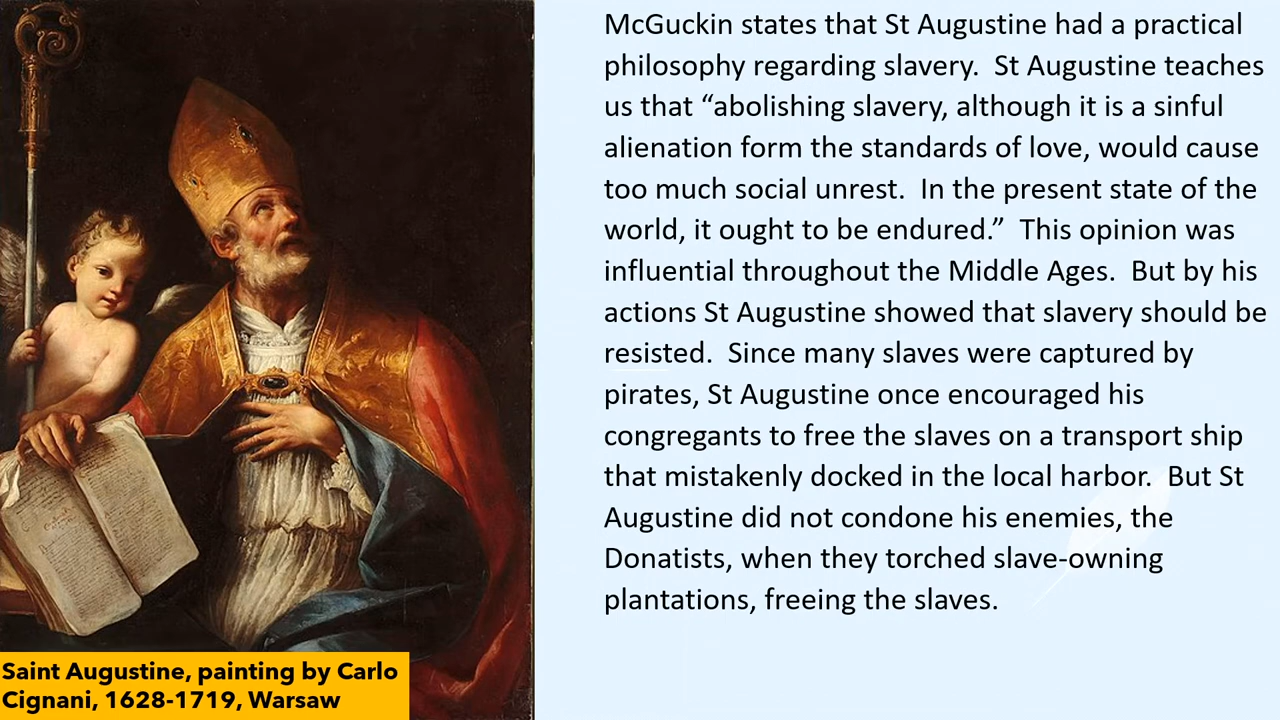 McGuckin states that St Augustine had a practical
philosophy regarding slavery.  St Augustine teaches
us that “abolishing slavery, although it is a sinful
alienation form the standards of love, would cause
too much social unrest.  In the present state of the
world, it ought to be endured.”  This opinion was
influential throughout the Middle Ages.  But by his
actions St Augustine showed that slavery should be
resisted.  Since many slaves were captured by
pirates, St Augustine once encouraged his
congregants to free the slaves on a transport ship
that mistakenly docked in the local harbor.  But St
Augustine did not condone his enemies, the
Donatists, when they torched slave-owning
plantations, freeing the slaves.
Saint Augustine, painting by Carlo
Cignani, 1628-1719, Warsaw